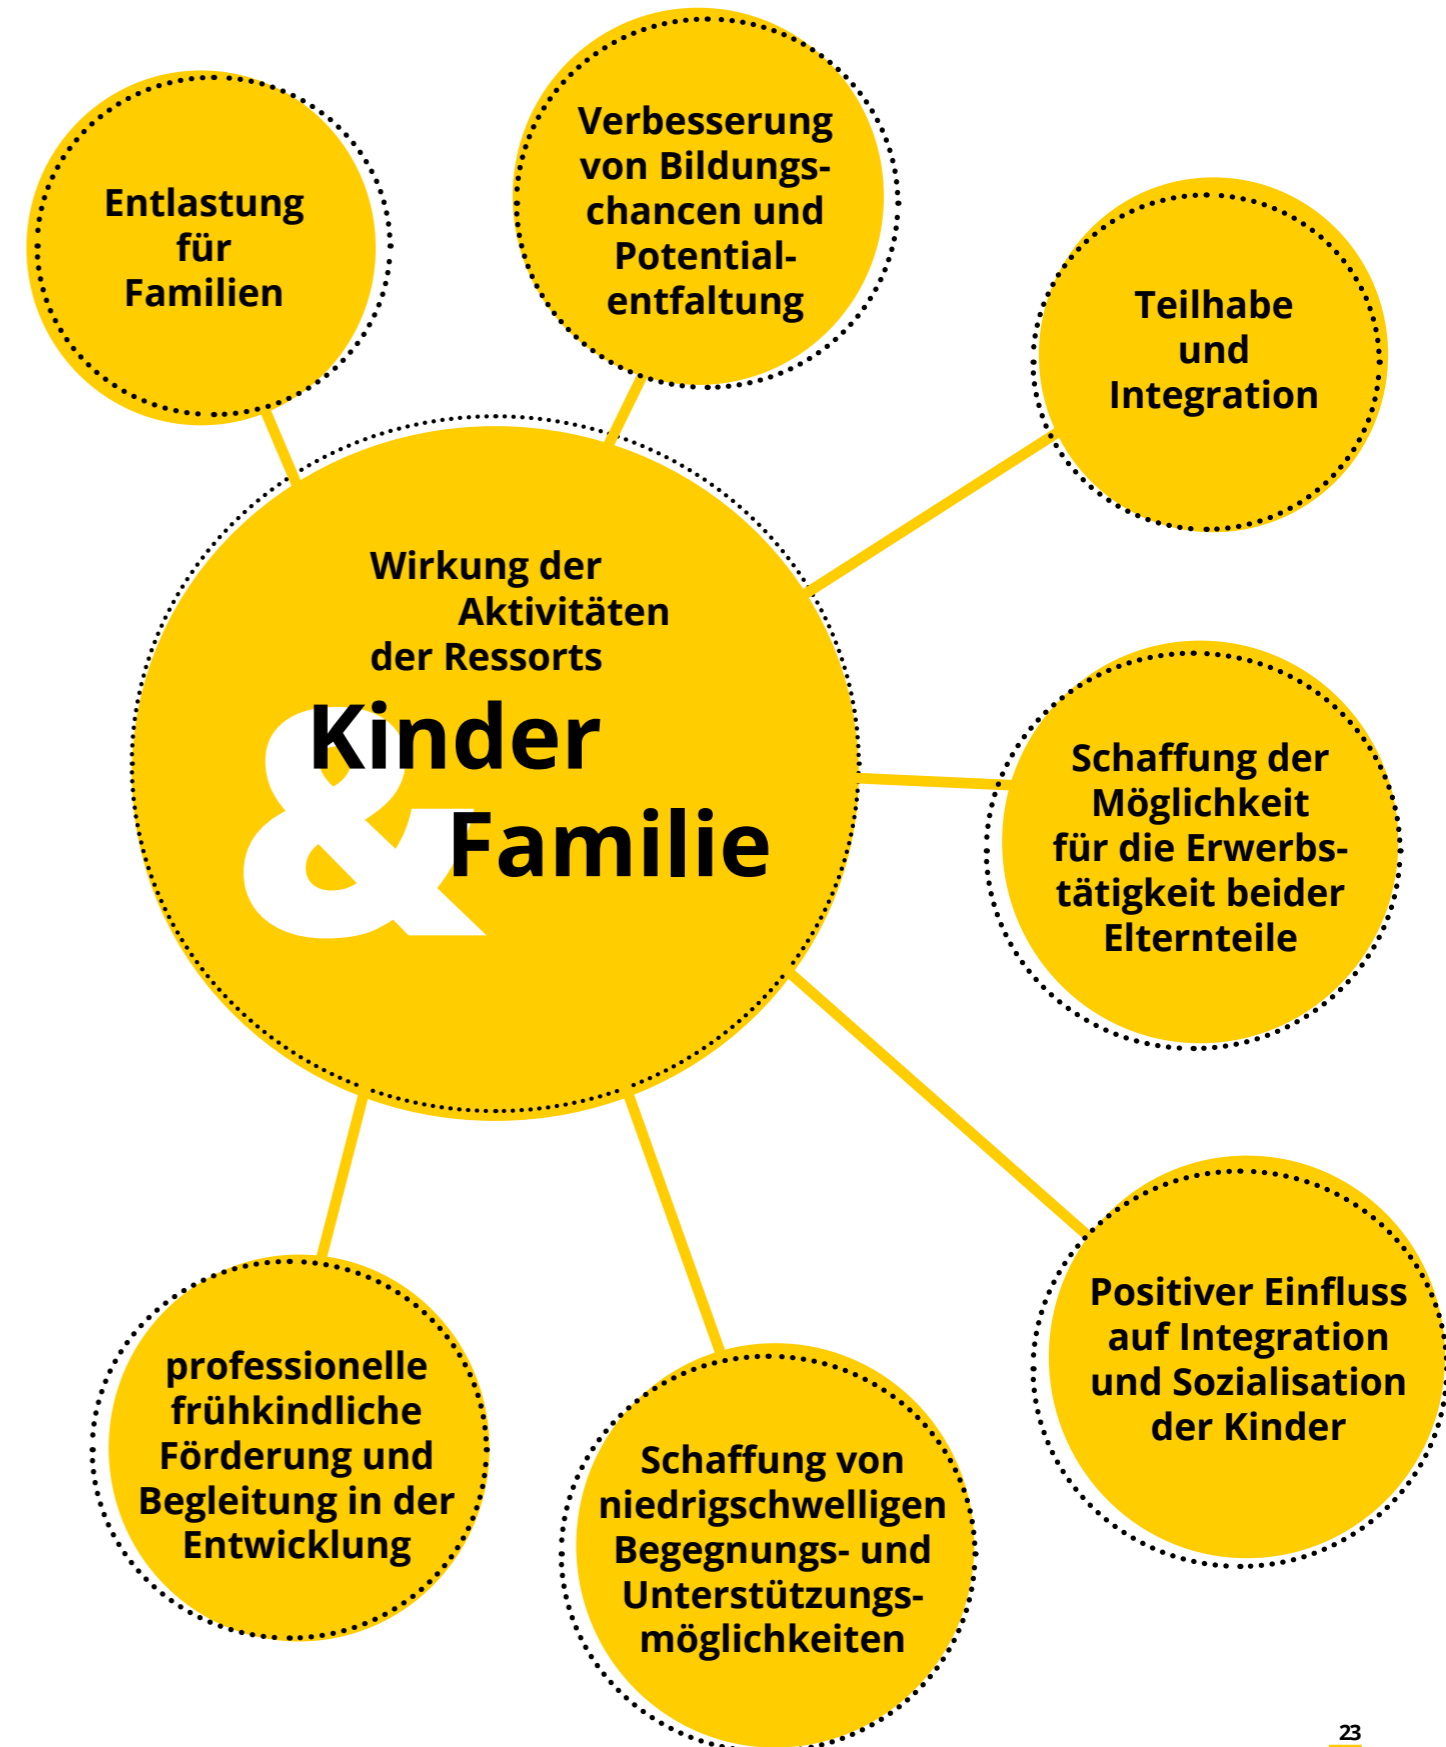 Entlastung
für
Familien
Verbesserung
von Bildungs-
chancen und
Potential-
entfaltung
Teilhabe
und
Integration
Wirkung der
Aktivitäten
der Ressorts
Kinder
&
Familie
Schaffung der
Möglichkeit
für die Erwerbs-
tätigkeit beider
Elternteile
Positiver Einfluss
auf Integration
und Sozialisation
der Kinder
professionelle
frühkindliche
Förderung und
Begleitung in der
Entwicklung
Schaffung von
niedrigschwelligen
Begegnungs- und
Unterstützungs-
möglichkeiten
23